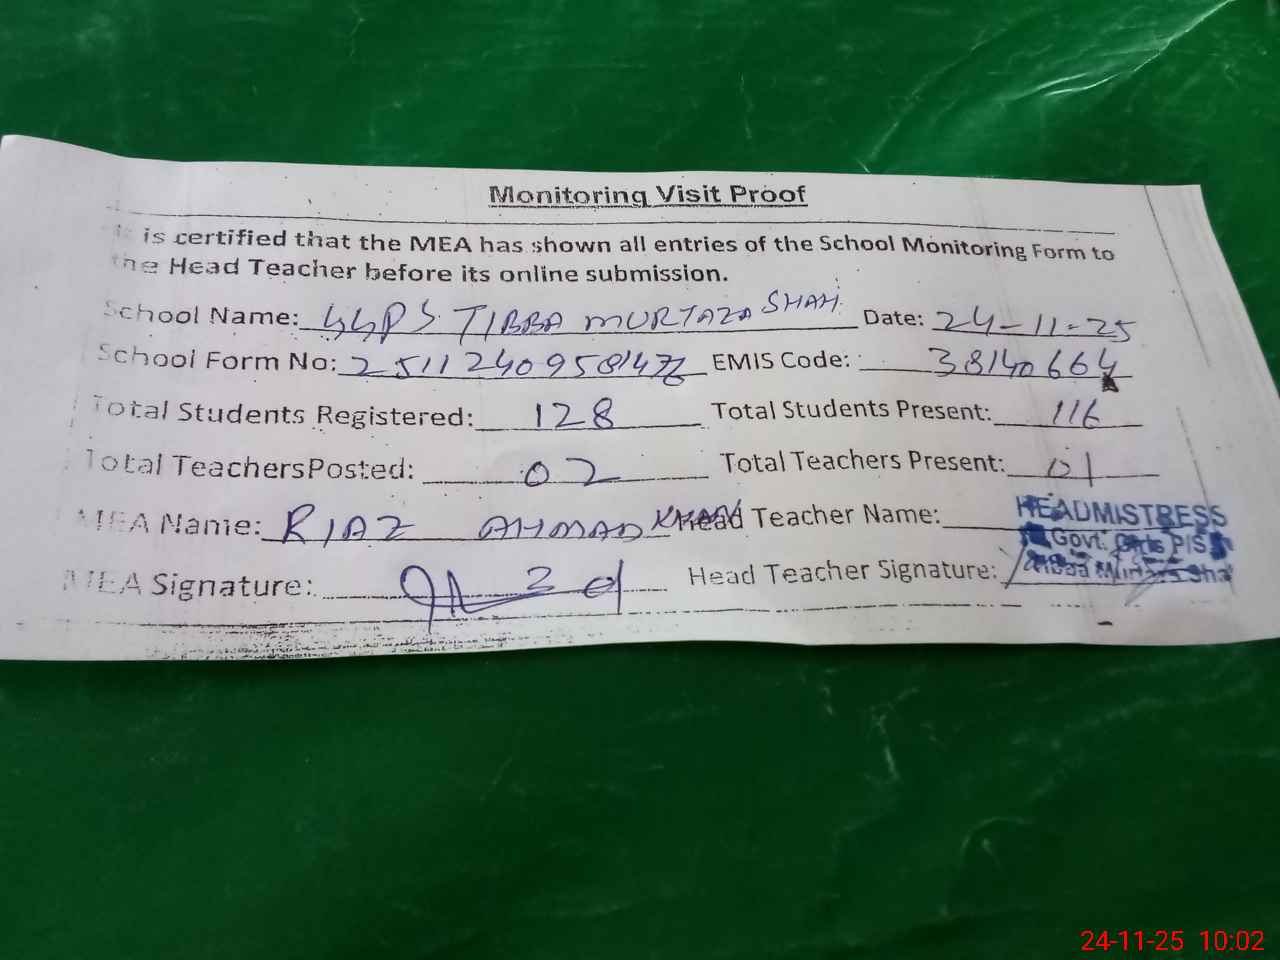 Monitoring Visit Proof
is certified that the MEA has shown all entries of the School Monitoring Form to
the Head Teacher before its online submission.
School Name: GGPS TIBBA MURTAZA SHAH Date: 24-11-25
School Form No: EMIS Code: 38140664
Total Students Registered: 128 Total Students Present: 116
Total Teachers Posted: 02 Total Teachers Present: 01
MEA Name: RIAZ AHMAD KHAN Head Teacher Name:
HEADMISTRESS
Govt. Girls P/S
MEA Signature: Head Teacher Signature:
24-11-25 10:02